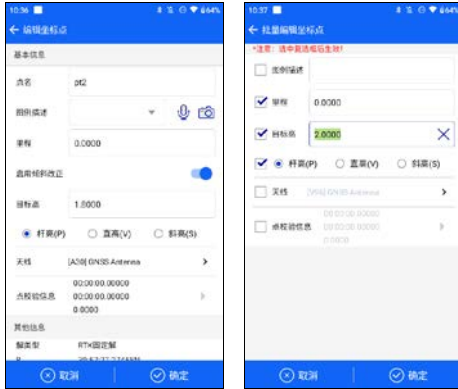 10:36
64%
← 编辑坐标点
基本信息
点名 pt2
图例描述
里程 0.0000
启用倾斜改正
目标高 1.8000
杆高(P) 直高(V) 斜高(S)
天线 GNSS Antenna
00:00:00.00000
点校验信息 00:00:00.00000
0.0000
其他信息
解类型 RTK固定解
取消 确定
10:37
64%
← 批量编辑坐标点
*注意：选中复选框后生效!
图例描述
里程 0.0000
目标高 2.0000
杆高(P) 直高(V) 斜高(S)
天线 GNSS Antenna
00:00:00.00000
点校验信息 00:00:00.00000
0.0000
取消 确定